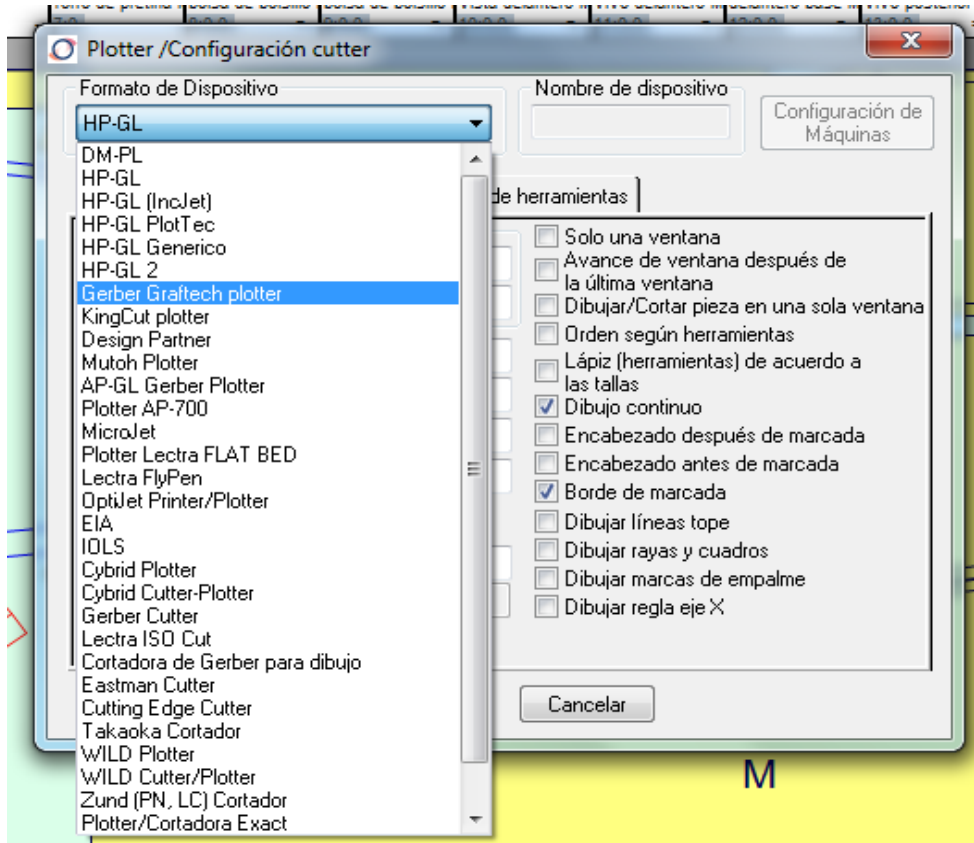 Plotter /Configuración cutter
Formato de Dispositivo
HP-GL
Nombre de dispositivo
Configuración de
Máquinas
DM-PL
HP-GL
HP-GL (IncJet)
HP-GL PlotTec
HP-GL Generico
HP-GL 2
Gerber Graftech plotter
KingCut plotter
Design Partner
Mutoh Plotter
AP-GL Gerber Plotter
Plotter AP-700
MicroJet
Plotter Lectra FLAT BED
Lectra FlyPen
OptiJet Printer/Plotter
EIA
IOLS
Cybrid Plotter
Cybrid Cutter-Plotter
Gerber Cutter
Lectra ISO Cut
Cortadora de Gerber para dibujo
Eastman Cutter
Cutting Edge Cutter
Takaoka Cortador
WILD Plotter
WILD Cutter/Plotter
Zund (PN, LC) Cortador
Plotter/Cortadora Exact
de herramientas
Solo una ventana
Avance de ventana después de
la última ventana
Dibujar/Cortar pieza en una sola ventana
Orden según herramientas
Lápiz (herramientas) de acuerdo a
las tallas
Dibujo continuo
Encabezado después de marcada
Encabezado antes de marcada
Borde de marcada
Dibujar líneas tope
Dibujar rayas y cuadros
Dibujar marcas de empalme
Dibujar regla eje X
Cancelar
M